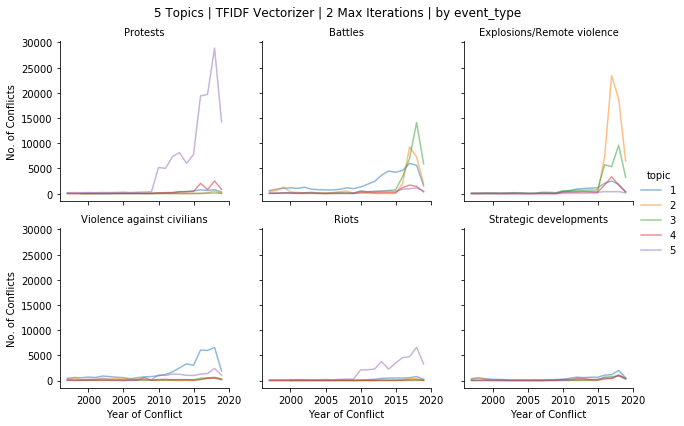 5 Topics | TFIDF Vectorizer | 2 Max Iterations | by event_type
Protests
Battles
Explosions/Remote violence
30000
25000
20000
15000
10000
5000
0
No. of Conflicts
topic
1
2
3
4
5
Violence against civilians
Riots
Strategic developments
30000
25000
20000
15000
10000
5000
0
No. of Conflicts
2000 2005 2010 2015 2020
2000 2005 2010 2015 2020
2000 2005 2010 2015 2020
Year of Conflict
Year of Conflict
Year of Conflict